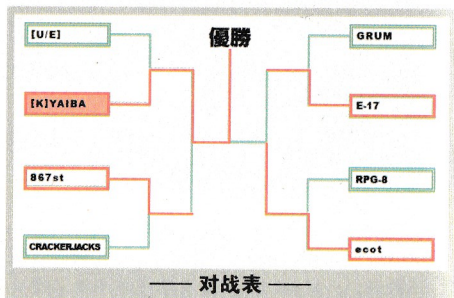 優勝
[U/E]
[K]YAIBA
867st
CRACKERJACKS
GRUM
E-17
RPG-8
ecot
—— 对战表 ——